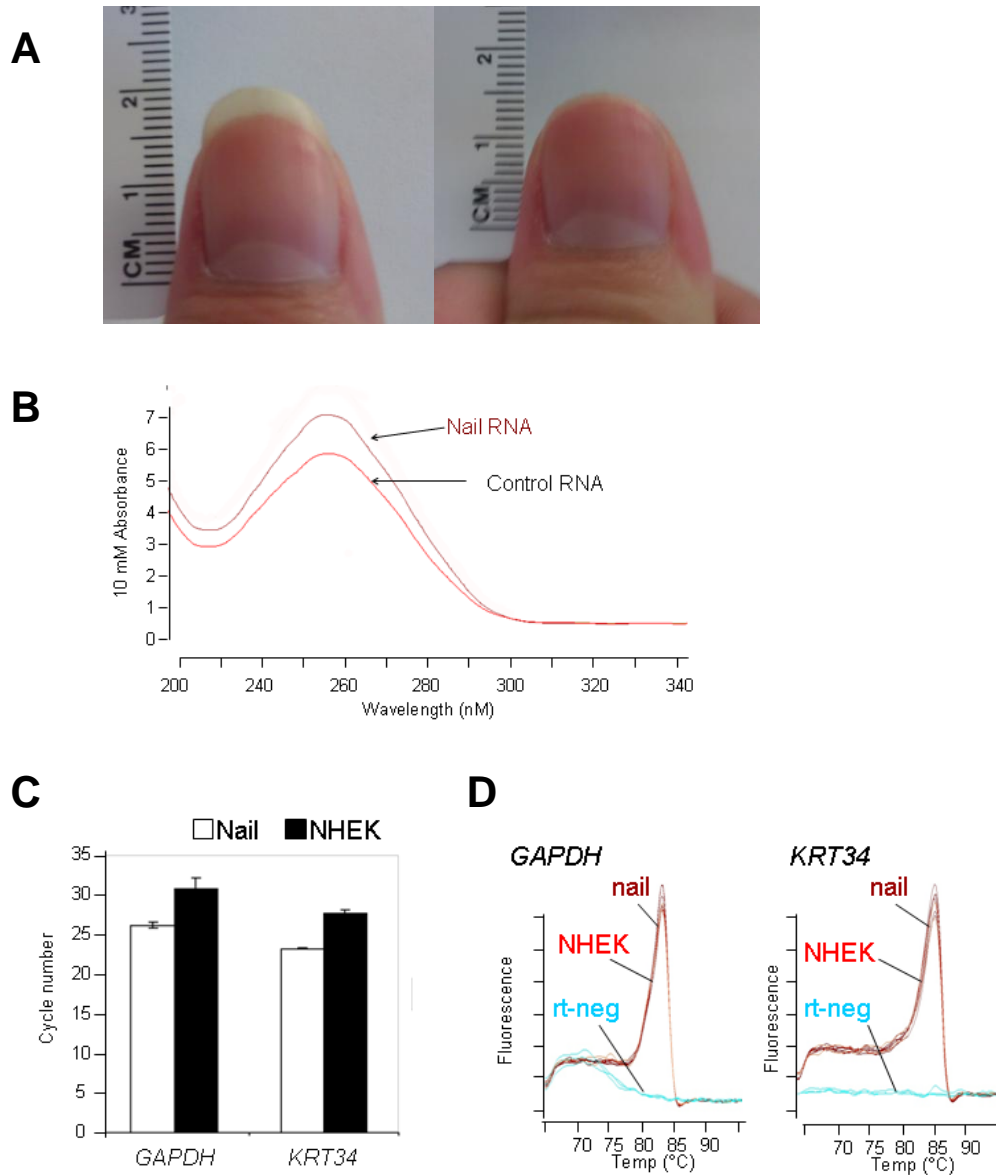 A
3
2
1
CM
2
1
CM
B
7
6
5
4
3
2
1
0
10 mM Absorbance
Nail RNA
Control RNA
200 240 260 280 300 320 340
Wavelength (nM)
C
Nail NHEK
35
30
25
20
15
10
5
0
Cycle number
GAPDH KRT34
D
GAPDH
nail
NHEK
rt-neg
Fluorescence
70 75 80 85 90
Temp (°C)
KRT34
nail
NHEK
rt-neg
Fluorescence
70 75 80 85 90
Temp (°C)